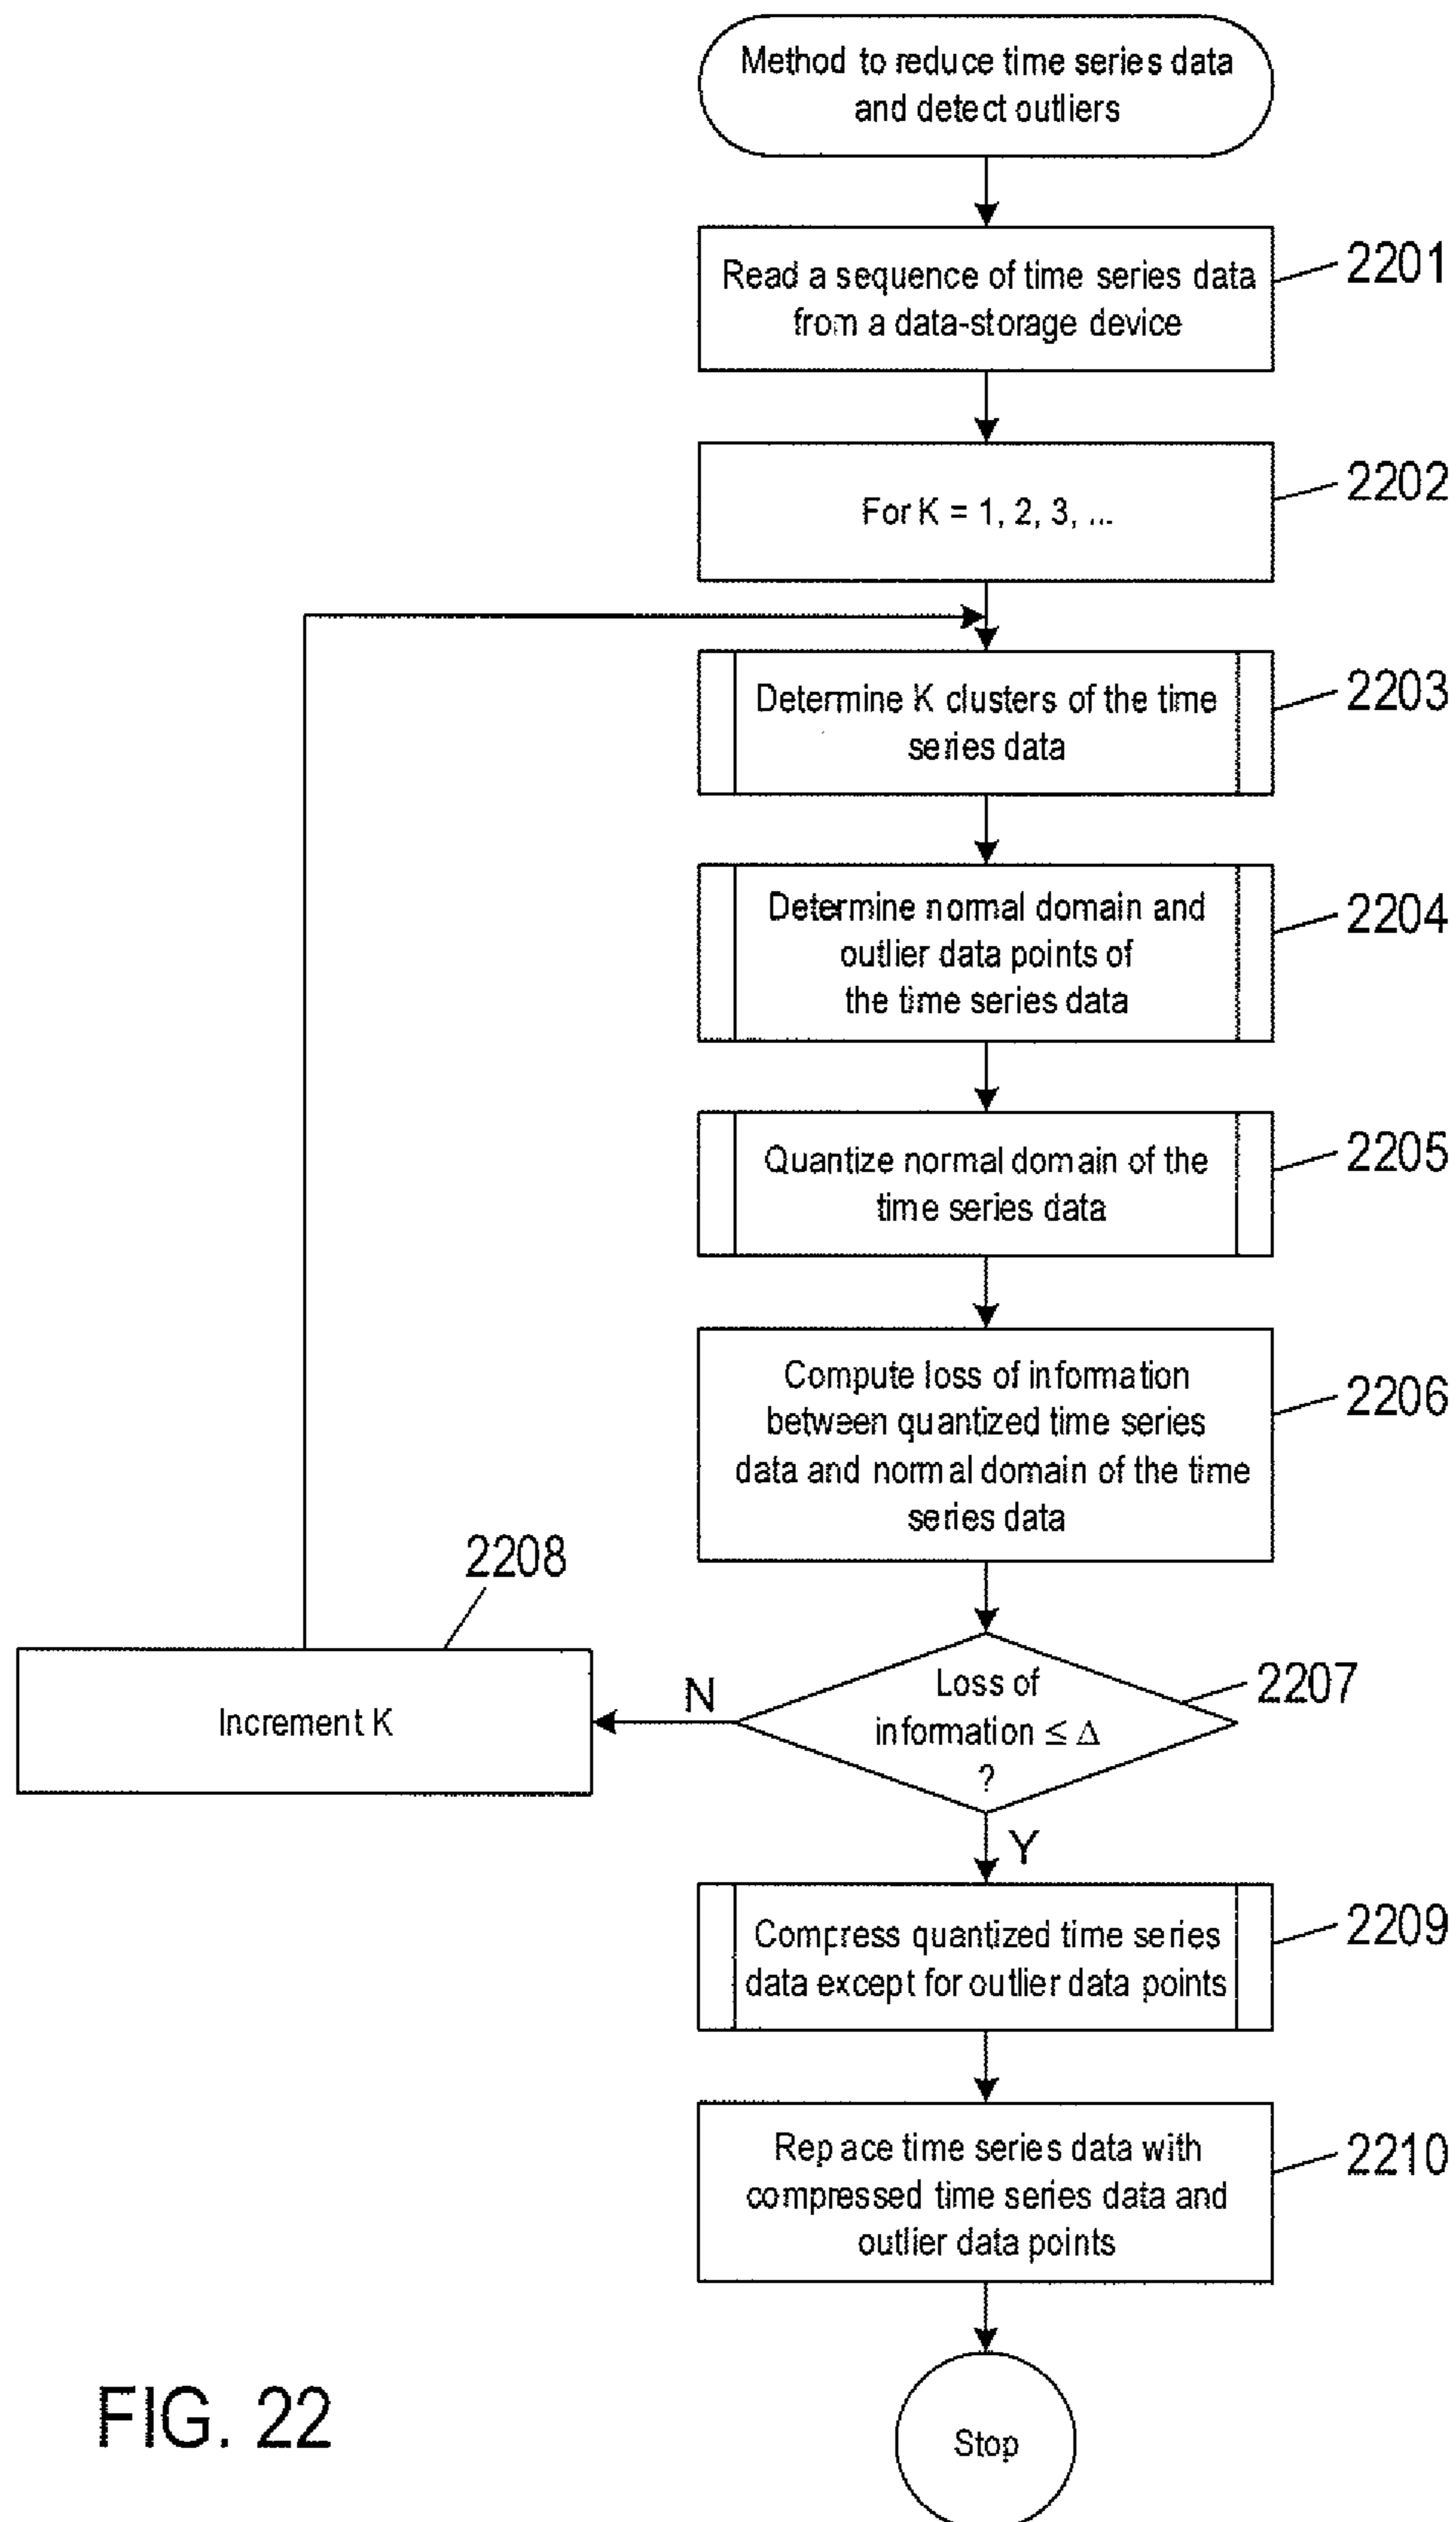 Method to reduce time series data
and detect outliers
Read a sequence of time series data
from a data-storage device
2201
For K = 1, 2, 3, ...
2202
Determine K clusters of the time
series data
2203
Determine normal domain and
outlier data points of
the time series data
2204
Quantize normal domain of the
time series data
2205
Compute loss of information
between quantized time series
data and normal domain of the time
series data
2206
Loss of
information ≤ Δ
?
2207
N
2208
Increment K
Y
Compress quantized time series
data except for outlier data points
2209
Replace time series data with
compressed time series data and
outlier data points
2210
Stop
FIG. 22